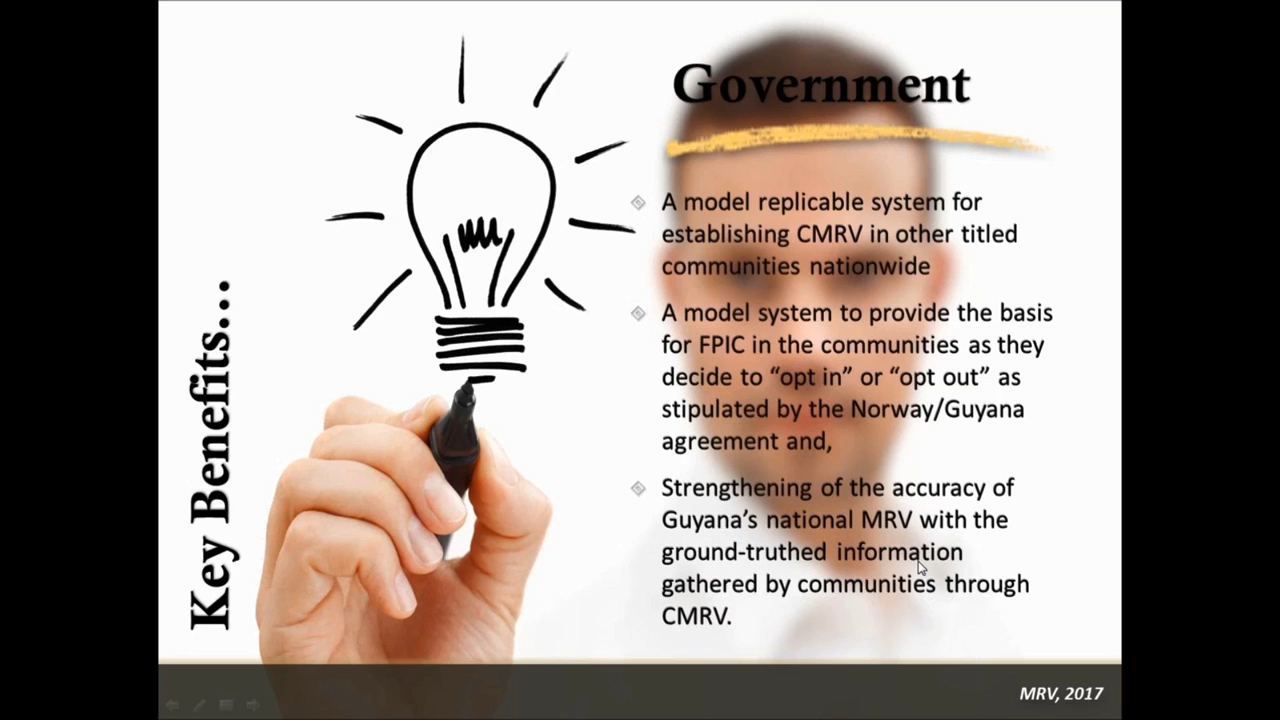 Key Benefits...
Government
A model replicable system for
establishing CMRV in other titled
communities nationwide
A model system to provide the basis
for FPIC in the communities as they
decide to “opt in” or “opt out” as
stipulated by the Norway/Guyana
agreement and,
Strengthening of the accuracy of
Guyana’s national MRV with the
ground-truthed information
gathered by communities through
CMRV.
MRV, 2017